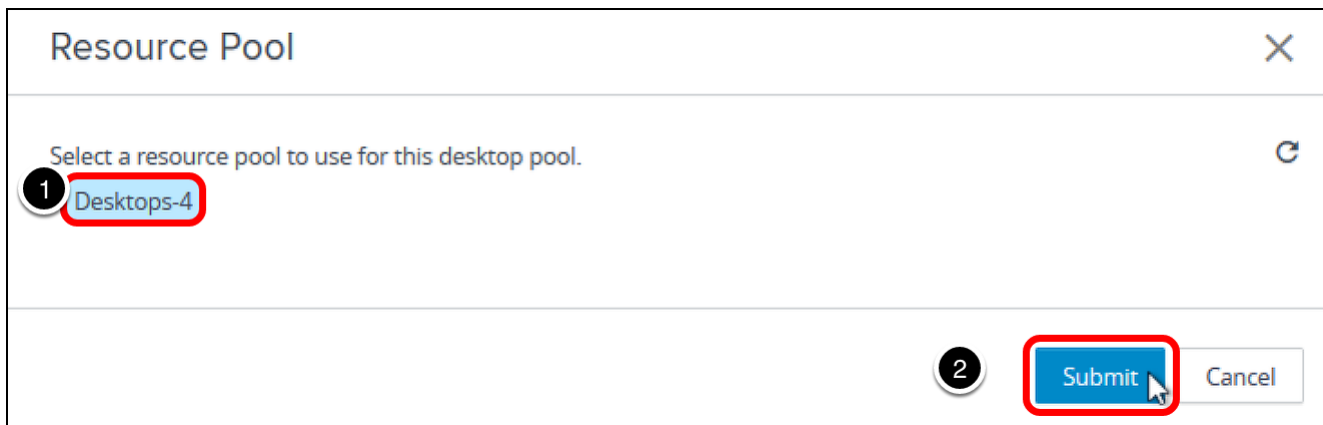 Resource Pool
Select a resource pool to use for this desktop pool.
1
Desktops-4
2
Submit
Cancel